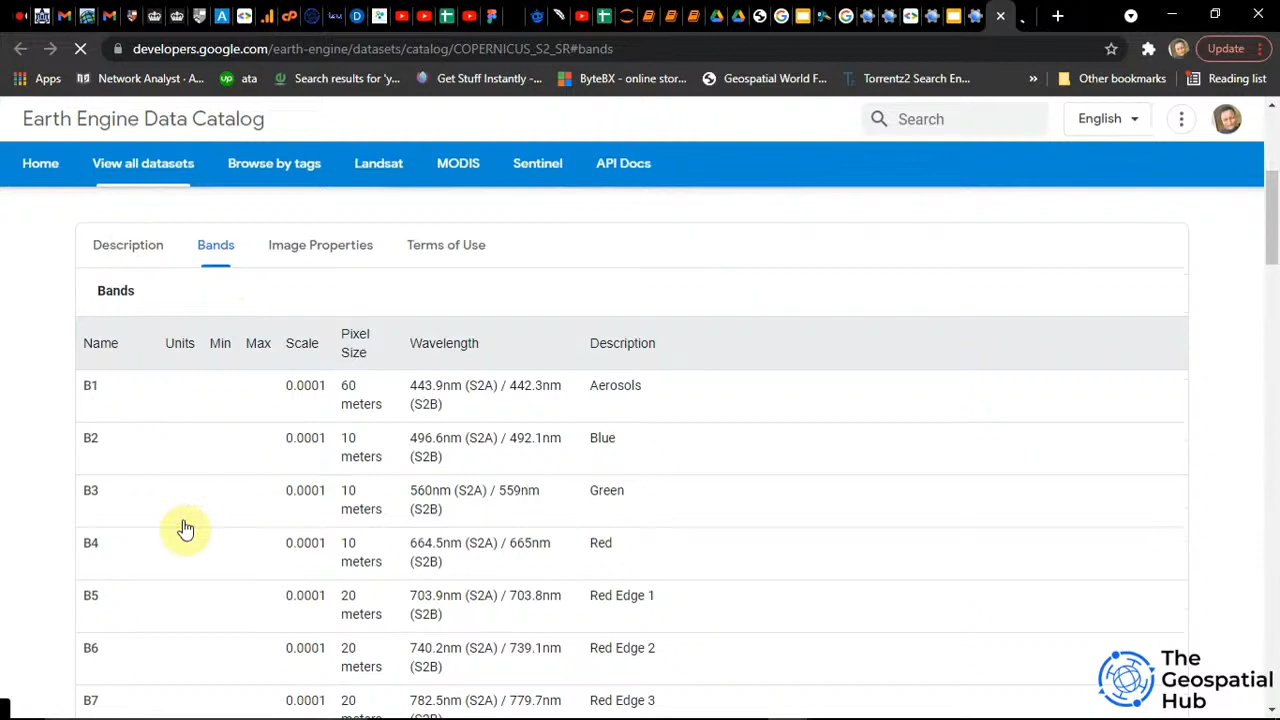 developers.google.com/earth-engine/datasets/catalog/COPERNICUS_S2_SR#bands
Update
Apps
Network Analyst - A...
ata
Search results for 'y...
Get Stuff Instantly -...
ByteBX - online stor...
Geospatial World F...
Torrentz2 Search En...
»
Other bookmarks
Reading list
Earth Engine Data Catalog
Search
English
Home
View all datasets
Browse by tags
Landsat
MODIS
Sentinel
API Docs
Description
Bands
Image Properties
Terms of Use
Bands
Name Units Min Max Scale Pixel Size Wavelength Description
B1 0.0001 60 meters 443.9nm (S2A) / 442.3nm (S2B) Aerosols
B2 0.0001 10 meters 496.6nm (S2A) / 492.1nm (S2B) Blue
B3 0.0001 10 meters 560nm (S2A) / 559nm (S2B) Green
B4 0.0001 10 meters 664.5nm (S2A) / 665nm (S2B) Red
B5 0.0001 20 meters 703.9nm (S2A) / 703.8nm (S2B) Red Edge 1
B6 0.0001 20 meters 740.2nm (S2A) / 739.1nm (S2B) Red Edge 2
B7 0.0001 20 meters 782.5nm (S2A) / 779.7nm Red Edge 3
The
Geospatial
Hub